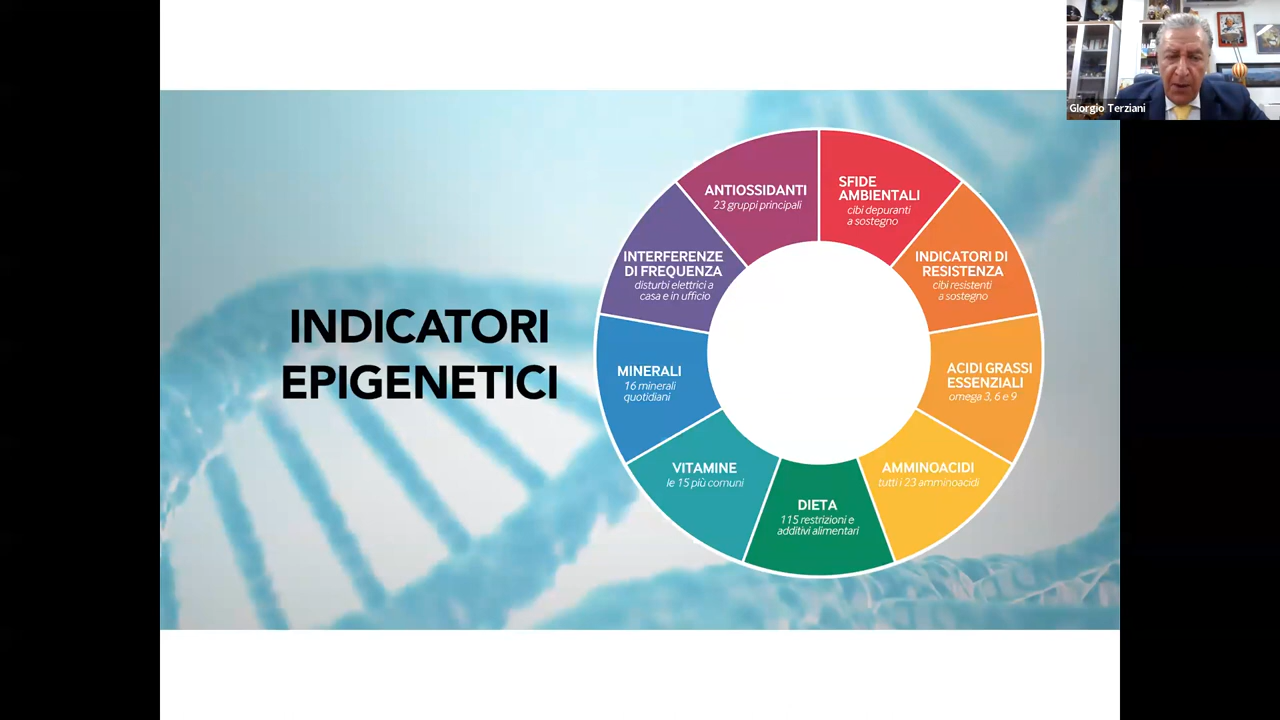 Giorgio Terziani
INDICATORI
EPIGENETICI
ANTIOSSIDANTI
23 gruppi principali
SFIDE
AMBIENTALI
cibi depuranti
a sostegno
INDICATORI DI
RESISTENZA
cibi resistenti
a sostegno
ACIDI GRASSI
ESSENZIALI
omega 3, 6 e 9
AMMINOACIDI
tutti i 23 amminoacidi
DIETA
115 restrizioni e
additivi alimentari
VITAMINE
le 15 più comuni
MINERALI
16 minerali
quotidiani
INTERFERENZE
DI FREQUENZA
disturbi elettrici a
casa e in ufficio